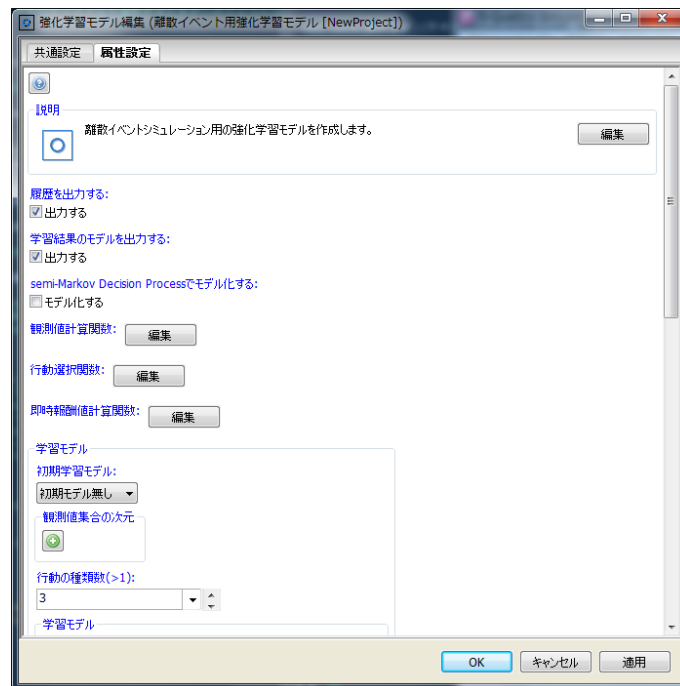 強化学習モデル編集 (離散イベント用強化学習モデル [NewProject])
共通設定 属性設定
説明
離散イベントシミュレーション用の強化学習モデルを作成します。
編集
履歴を出力する:
出力する
学習結果のモデルを出力する:
出力する
semi-Markov Decision Processでモデル化する:
モデル化する
観測値計算関数: 編集
行動選択関数: 編集
即時報酬値計算関数: 編集
学習モデル
初期学習モデル:
初期モデル無し
観測値集合の次元
行動の種類数(>1):
3
学習モデル
OK キャンセル 適用